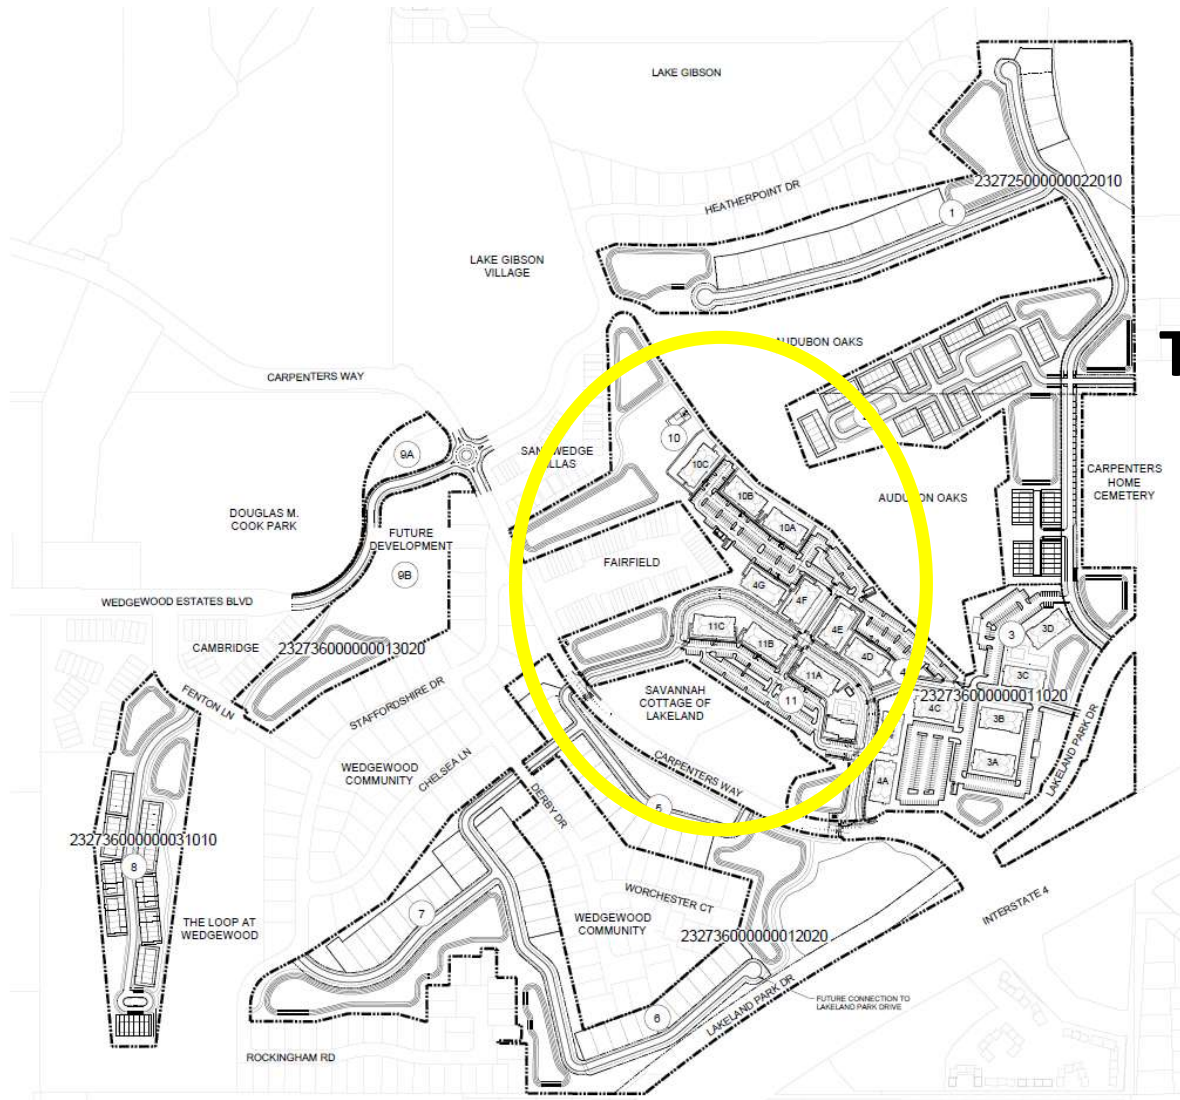 LAKE GIBSON
232725000000022010
HEATHERPOINT DR
1
LAKE GIBSON
VILLAGE
AUDUBON OAKS
T
CARPENTERS WAY
10
9A
SAND WEDGE
VILLAS
10C
CARPENTERS
HOME
CEMETERY
10B
AUDUBON OAKS
DOUGLAS M.
COOK PARK
10A
FUTURE
DEVELOPMENT
FAIRFIELD
9B
4G
4F
WEDGEWOOD ESTATES BLVD
11C
4E
3
3D
11B
CAMBRIDGE
232736000000013020
4D
11A
3C
STAFFORDSHIRE DR
SAVANNAH
COTTAGE OF
LAKELAND
232736000000011020
FENTON LN
11
4C
3B
LAKELAND PARK DR
WEDGEWOOD
COMMUNITY
CHELSEA LN
CARPENTERS WAY
3A
4A
DERBY DR
5
232736000000031010
8
WORCHESTER CT
INTERSTATE 4
7
THE LOOP AT
WEDGEWOOD
WEDGEWOOD
COMMUNITY
232736000000012020
FUTURE CONNECTION TO
LAKELAND PARK DRIVE
6
LAKELAND PARK DR
ROCKINGHAM RD